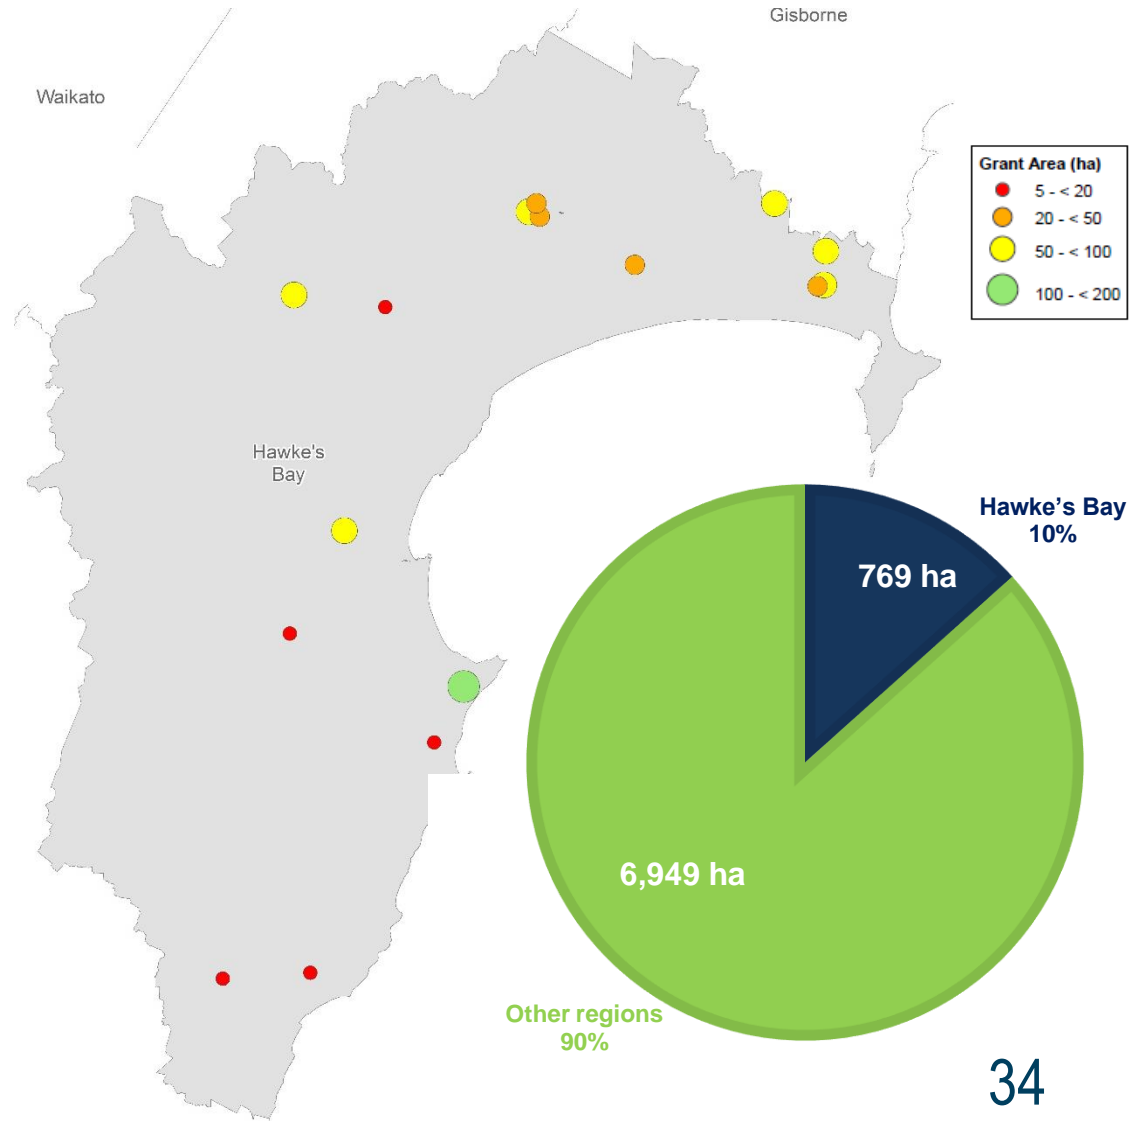 Gisborne
Waikato
Grant Area (ha)
5 - < 20
20 - < 50
50 - < 100
100 - < 200
Hawke's
Bay
Hawke’s Bay
10%
769 ha
6,949 ha
Other regions
90%
34